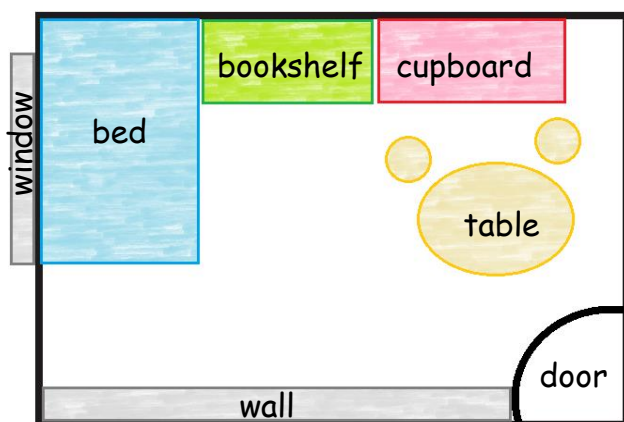 bookshelf
cupboard
window
bed
table
door
wall